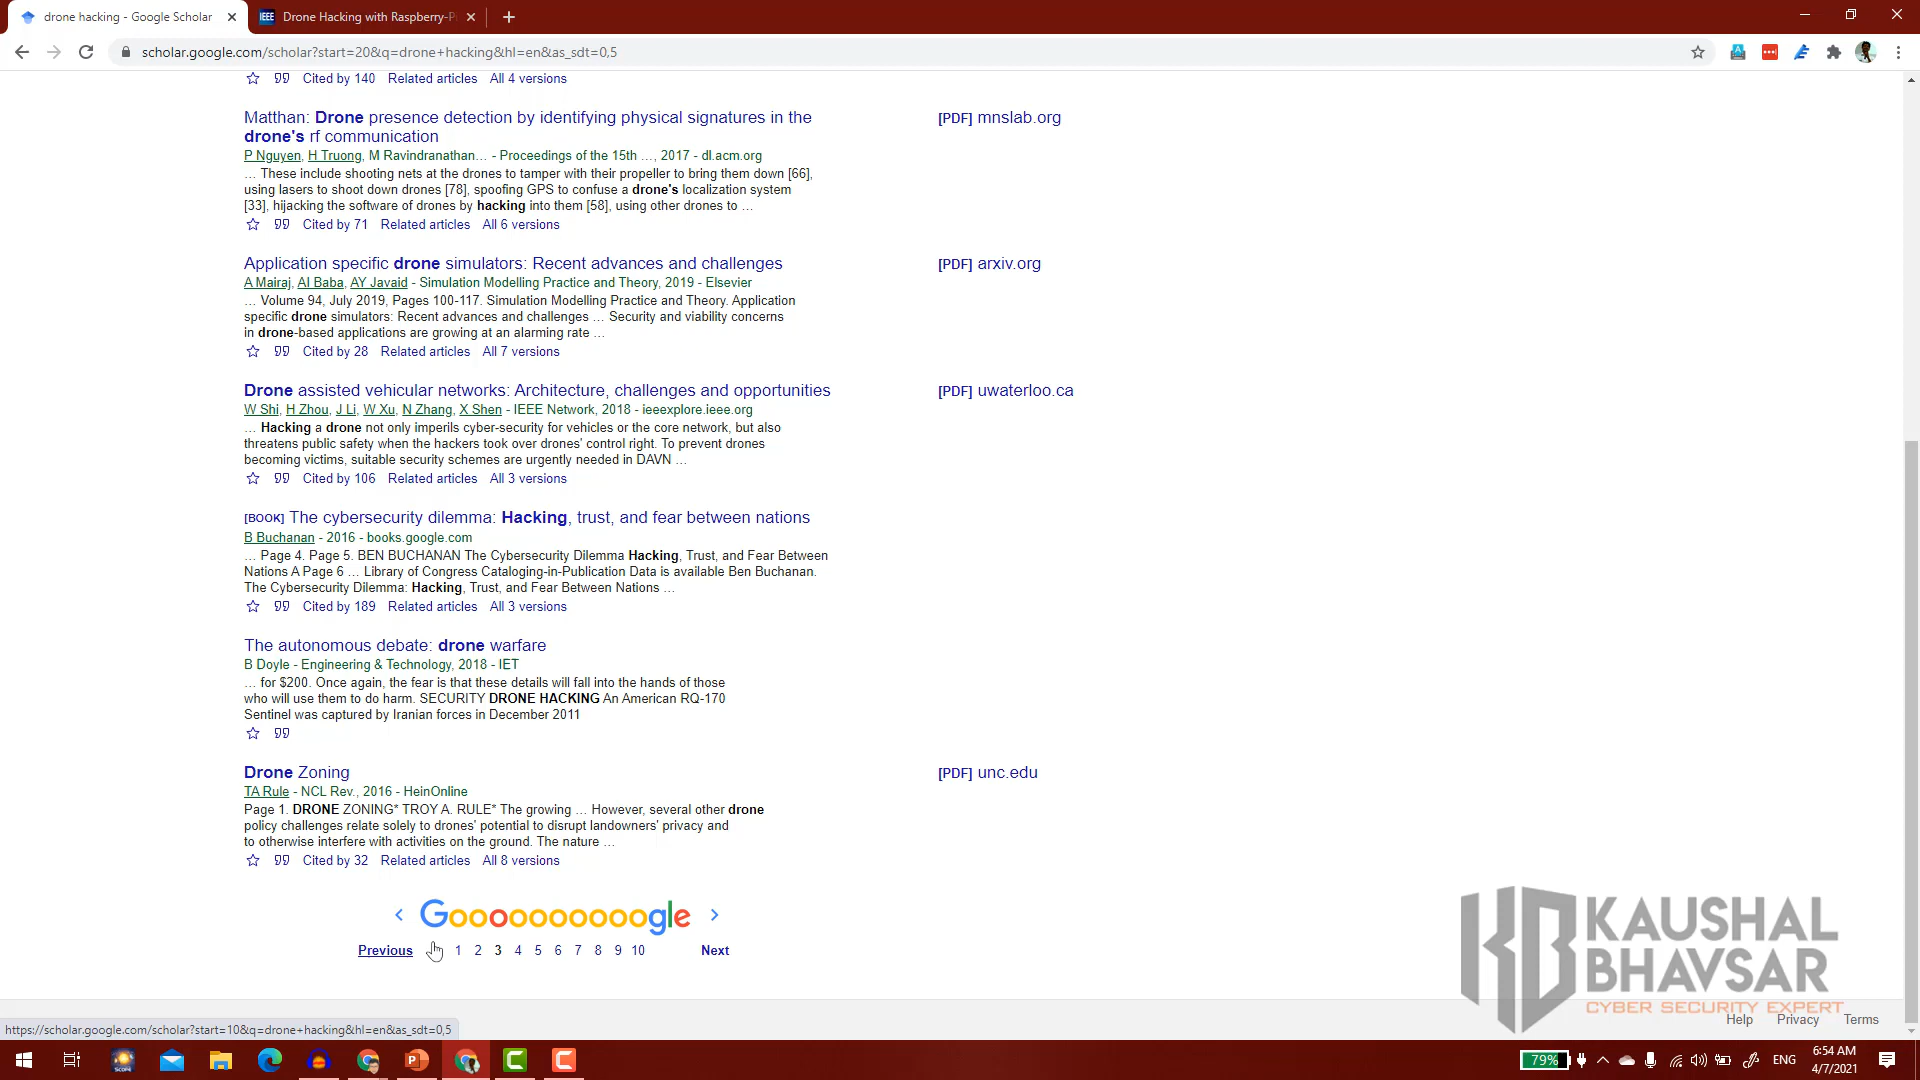 drone hacking - Google Scholar
Drone Hacking with Raspberry-P
scholar.google.com/scholar?start=20&q=drone+hacking&hl=en&as_sdt=0,5
Cited by 140 Related articles All 4 versions
Matthan: Drone presence detection by identifying physical signatures in the
drone's rf communication
[PDF] mnslab.org
P Nguyen, H Truong, M Ravindranathan… - Proceedings of the 15th …, 2017 - dl.acm.org
… These include shooting nets at the drones to tamper with their propeller to bring them down [66],
using lasers to shoot down drones [78], spoofing GPS to confuse a drone's localization system
[33], hijacking the software of drones by hacking into them [58], using other drones to …
Cited by 71 Related articles All 6 versions
Application specific drone simulators: Recent advances and challenges
[PDF] arxiv.org
A Mairaj, AI Baba, AY Javaid - Simulation Modelling Practice and Theory, 2019 - Elsevier
… Volume 94, July 2019, Pages 100-117. Simulation Modelling Practice and Theory. Application
specific drone simulators: Recent advances and challenges … Security and viability concerns
in drone-based applications are growing at an alarming rate …
Cited by 28 Related articles All 7 versions
Drone assisted vehicular networks: Architecture, challenges and opportunities
[PDF] uwaterloo.ca
W Shi, H Zhou, J Li, W Xu, N Zhang, X Shen - IEEE Network, 2018 - ieeexplore.ieee.org
… Hacking a drone not only imperils cyber-security for vehicles or the core network, but also
threatens public safety when the hackers took over drones' control right. To prevent drones
becoming victims, suitable security schemes are urgently needed in DAVN …
Cited by 106 Related articles All 3 versions
[BOOK] The cybersecurity dilemma: Hacking, trust, and fear between nations
B Buchanan - 2016 - books.google.com
… Page 4. Page 5. BEN BUCHANAN The Cybersecurity Dilemma Hacking, Trust, and Fear Between
Nations A Page 6 … Library of Congress Cataloging-in-Publication Data is available Ben Buchanan.
The Cybersecurity Dilemma: Hacking, Trust, and Fear Between Nations …
Cited by 189 Related articles All 3 versions
The autonomous debate: drone warfare
B Doyle - Engineering & Technology, 2018 - IET
… for $200. Once again, the fear is that these details will fall into the hands of those
who will use them to do harm. SECURITY DRONE HACKING An American RQ-170
Sentinel was captured by Iranian forces in December 2011
Drone Zoning
[PDF] unc.edu
TA Rule - NCL Rev., 2016 - HeinOnline
Page 1. DRONE ZONING* TROY A. RULE* The growing … However, several other drone
policy challenges relate solely to drones' potential to disrupt landowners' privacy and
to otherwise interfere with activities on the ground. The nature …
Cited by 32 Related articles All 8 versions
Goooooooooogle
Previous 1 2 3 4 5 6 7 8 9 10 Next
KB KAUSHAL
BHAVSAR
CYBER SECURITY EXPERT
Help Privacy Terms
https://scholar.google.com/scholar?start=10&q=drone+hacking&hl=en&as_sdt=0,5
79%
ENG
6:54 AM
4/7/2021